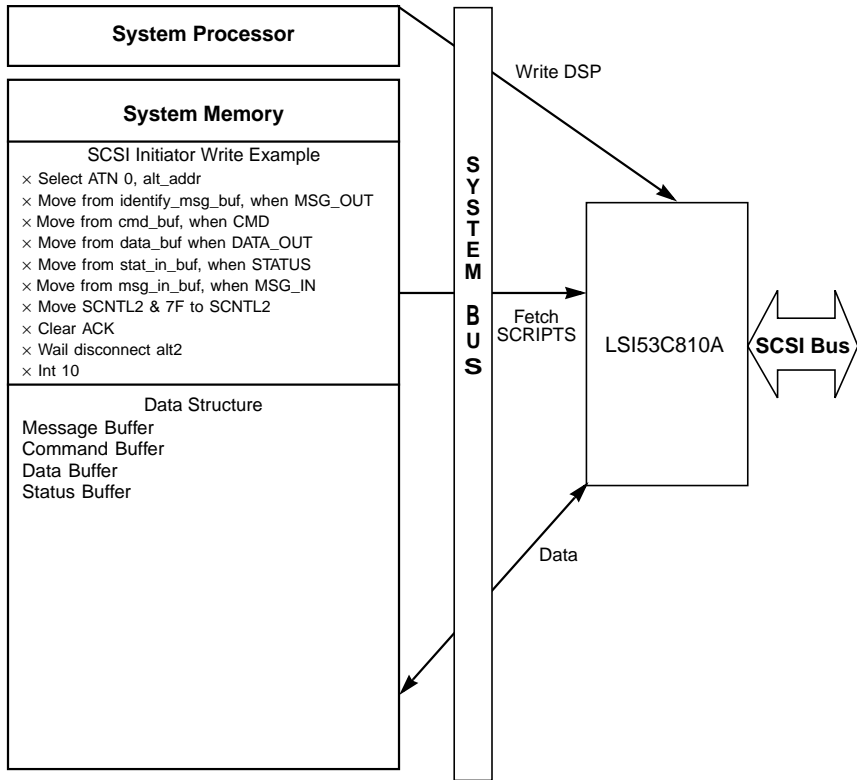 System Processor
System Memory
SCSI Initiator Write Example
× Select ATN 0, alt_addr
× Move from identify_msg_buf, when MSG_OUT
× Move from cmd_buf, when CMD
× Move from data_buf when DATA_OUT
× Move from stat_in_buf, when STATUS
× Move from msg_in_buf, when MSG_IN
× Move SCNTL2 & 7F to SCNTL2
× Clear ACK
× Wail disconnect alt2
× Int 10
Data Structure
Message Buffer
Command Buffer
Data Buffer
Status Buffer
SYSTEM BUS
Write DSP
Fetch
SCRIPTS
Data
LSI53C810A
SCSI Bus